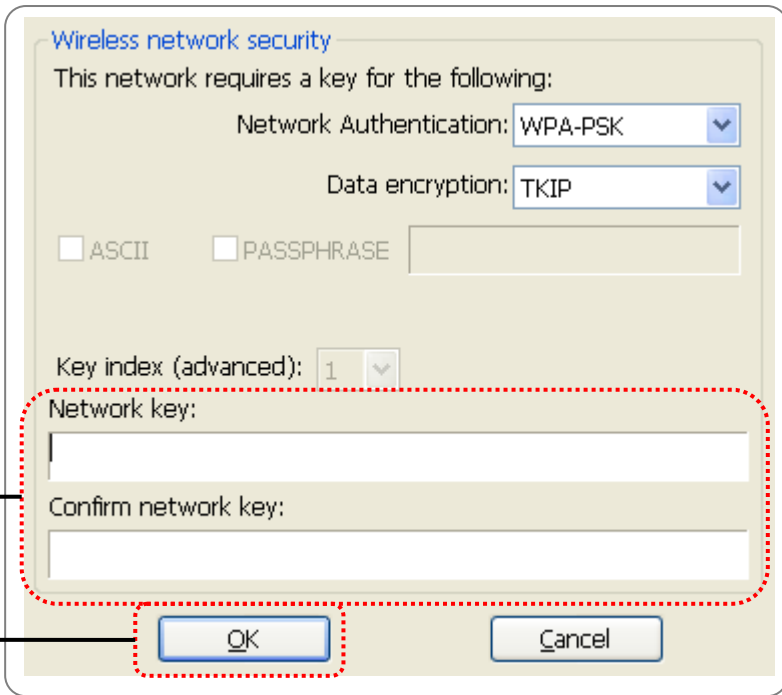 Wireless network security
This network requires a key for the following:
Network Authentication: WPA-PSK
Data encryption: TKIP
ASCII PASSPHRASE
Key index (advanced): 1
Network key:
Confirm network key:
OK Cancel